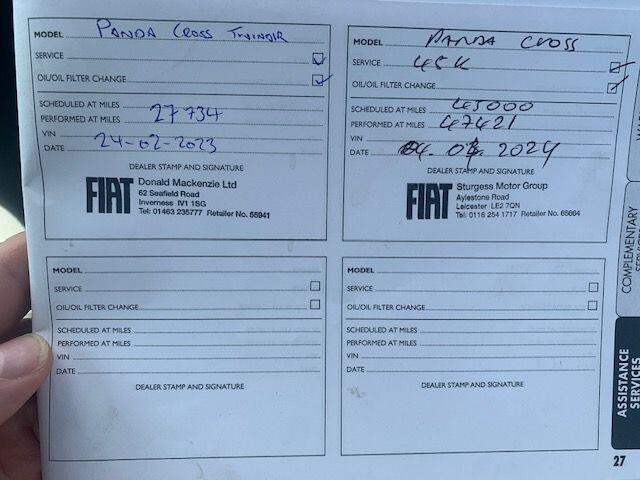 MODEL PANDA CROSS TWINAIR
SERVICE
OIL/OIL FILTER CHANGE
SCHEDULED AT MILES
PERFORMED AT MILES 27734
VIN
DATE 24-02-2023
DEALER STAMP AND SIGNATURE
FIAT
Donald Mackenzie Ltd
62 Seafield Road
Inverness IV1 1SG
Tel: 01463 235777 Retailer No. 55941
MODEL PANDA CROSS
SERVICE 45K
OIL/OIL FILTER CHANGE
SCHEDULED AT MILES 45000
PERFORMED AT MILES 47421
VIN
DATE 2024
DEALER STAMP AND SIGNATURE
FIAT
Sturgess Motor Group
Aylestone Road
Leicester LE2 7QN
Tel: 0116 254 1717 Retailer No. 65664
MODEL
SERVICE
OIL/OIL FILTER CHANGE
SCHEDULED AT MILES
PERFORMED AT MILES
VIN
DATE
DEALER STAMP AND SIGNATURE
MODEL
SERVICE
OIL/OIL FILTER CHANGE
SCHEDULED AT MILES
PERFORMED AT MILES
VIN
DATE
DEALER STAMP AND SIGNATURE
COMPLEMENTARY
ASSISTANCE
SERVICES
27